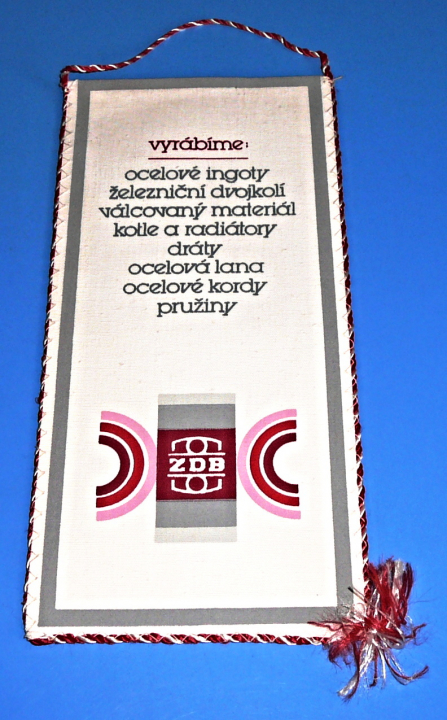 vyrábíme:
ocelové ingoty
železniční dvojkolí
válcovaný materiál
kotle a radiátory
dráty
ocelová lana
ocelové kordy
pružiny
ZDB